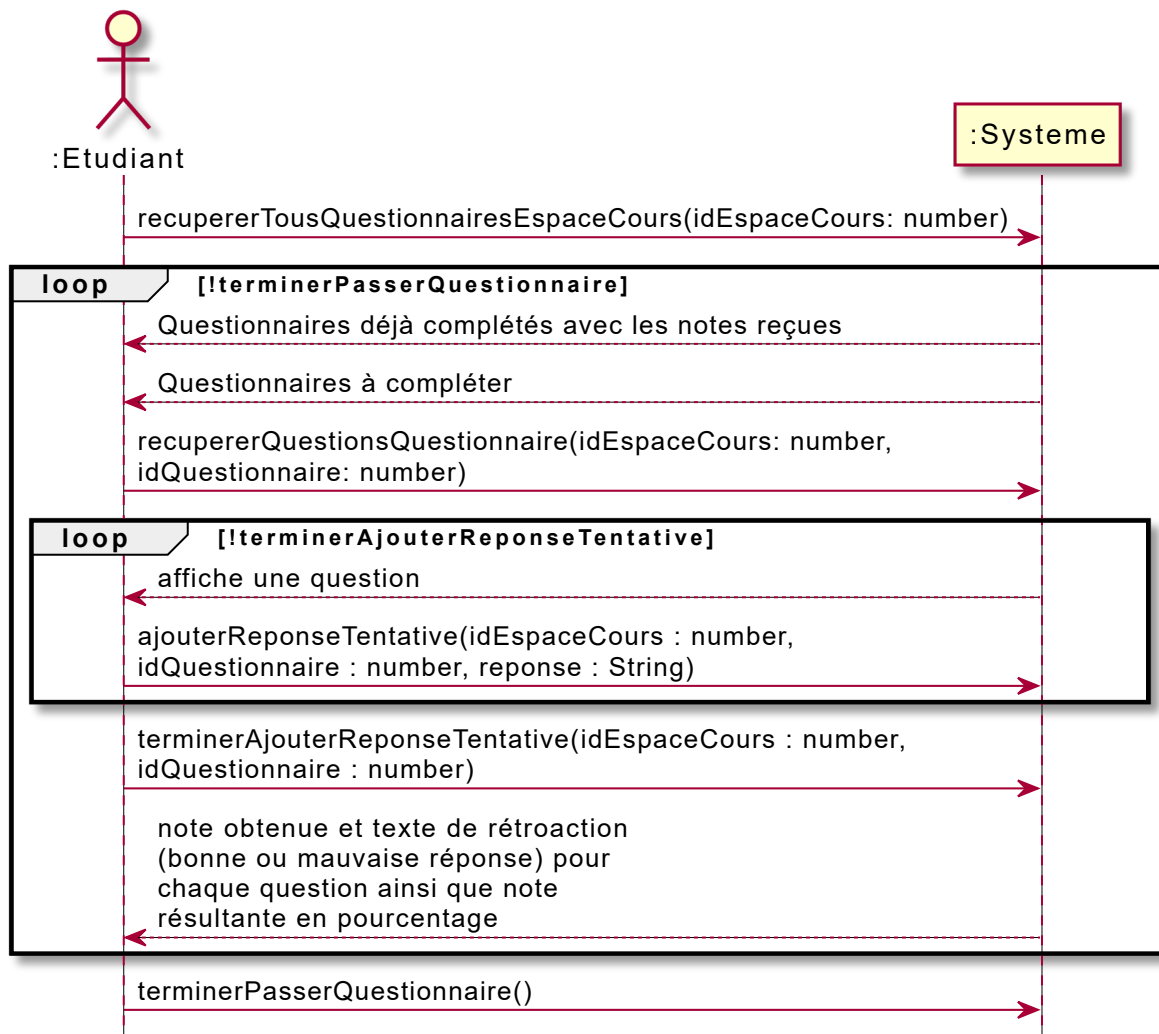 :Etudiant
:Systeme
recupererTousQuestionnairesEspaceCours(idEspaceCours: number)
loop [!terminerPasserQuestionnaire]
Questionnaires déjà complétés avec les notes reçues
Questionnaires à compléter
recupererQuestionsQuestionnaire(idEspaceCours: number,
idQuestionnaire: number)
loop [!terminerAjouterReponseTentative]
affiche une question
ajouterReponseTentative(idEspaceCours : number,
idQuestionnaire : number, reponse : String)
terminerAjouterReponseTentative(idEspaceCours : number,
idQuestionnaire : number)
note obtenue et texte de rétroaction
(bonne ou mauvaise réponse) pour
chaque question ainsi que note
résultante en pourcentage
terminerPasserQuestionnaire()